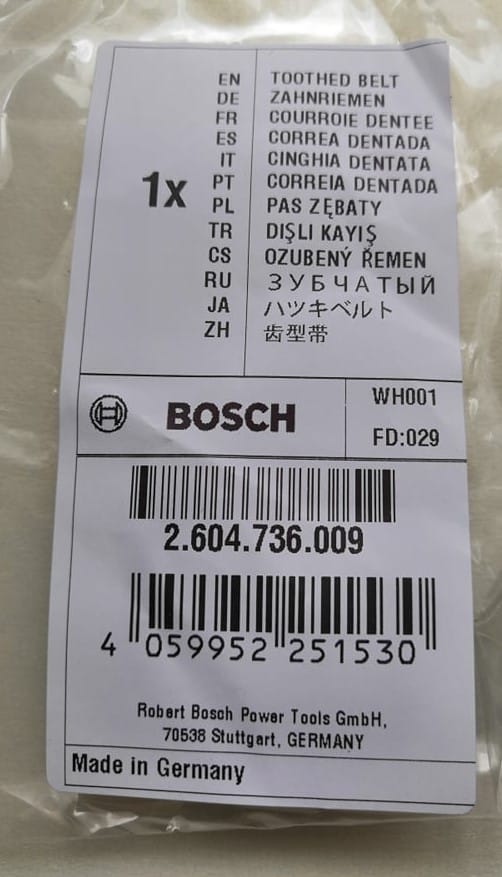 1x
EN TOOTHED BELT
DE ZAHNRIEMEN
FR COURROIE DENTEE
ES CORREA DENTADA
IT CINGHIA DENTATA
PT CORREIA DENTADA
PL PAS ZĘBATY
TR DIŞLI KAYIŞ
CS OZUBENÝ ŘEMEN
RU ЗУБЧАТЫЙ
JA ハツキベルト
ZH 齿型带
BOSCH
WH001
FD:029
2.604.736.009
4 059952 251530
Robert Bosch Power Tools GmbH,
70538 Stuttgart, GERMANY
Made in Germany